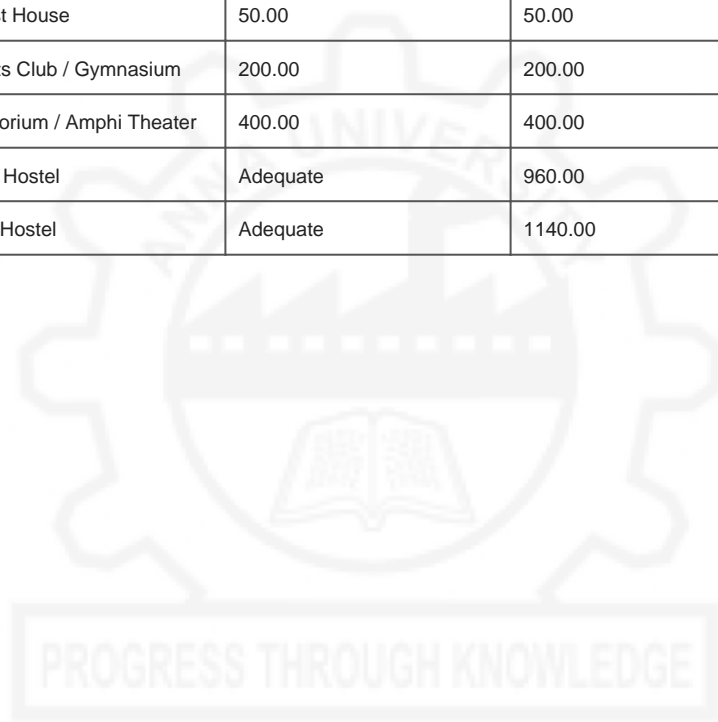 t House 50.00 50.00
ts Club / Gymnasium 200.00 200.00
orium / Amphi Theater 400.00 400.00
Hostel Adequate 960.00
Hostel Adequate 1140.00
ANNA UNIVERSITY
PROGRESS THROUGH KNOWLEDGE